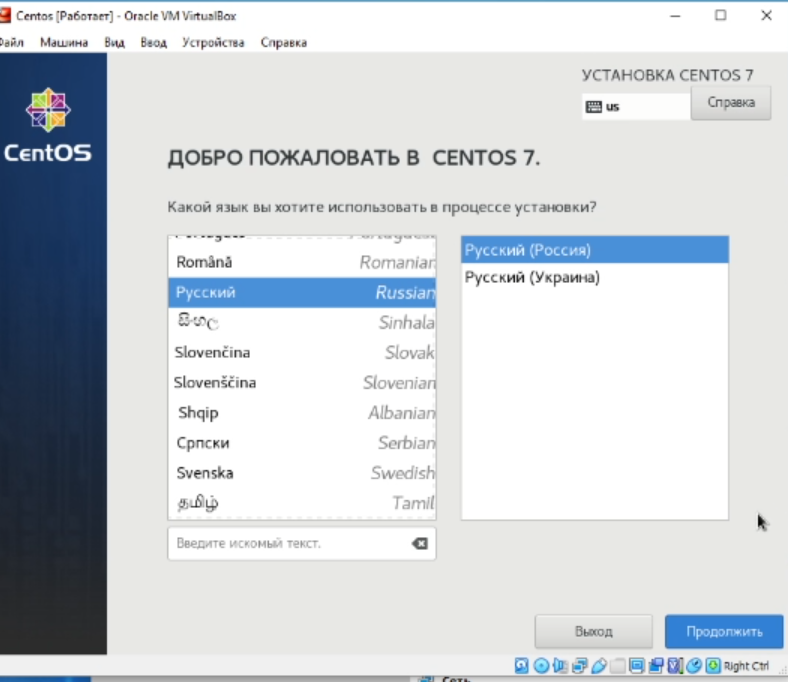 Centos [Работает] - Oracle VM VirtualBox
Файл Машина Вид Ввод Устройства Справка
УСТАНОВКА CENTOS 7
us Справка
CentOS
ДОБРО ПОЖАЛОВАТЬ В CENTOS 7.
Какой язык вы хотите использовать в процессе установки?
Română Romanian
Русский Russian
සිංහල Sinhala
Slovenčina Slovak
Slovenščina Slovenian
Shqip Albanian
Српски Serbian
Svenska Swedish
தமிழ் Tamil
Русский (Россия)
Русский (Украина)
Введите искомый текст.
Выход Продолжить
Right Ctrl
Сеть